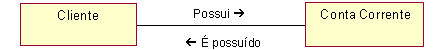 Cliente
Possui →
Conta Corrente
← É possuído